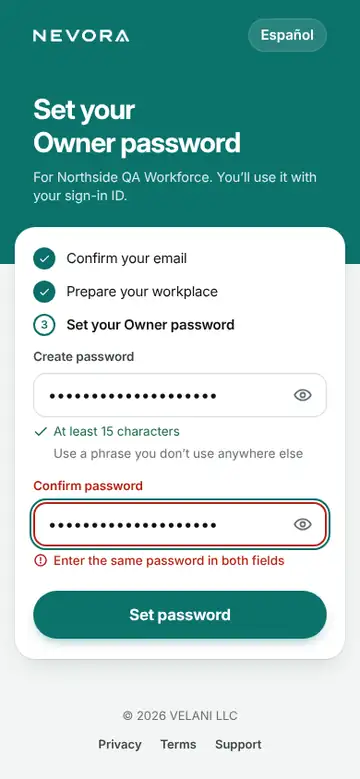 NEVORA
Español
Set your
Owner password
For Northside QA Workforce. You’ll use it with
your sign-in ID.
Confirm your email
Prepare your workplace
3 Set your Owner password
Create password
••••••••••••••••••••
At least 15 characters
Use a phrase you don’t use anywhere else
Confirm password
••••••••••••••••••••
Enter the same password in both fields
Set password
© 2026 VELANI LLC
Privacy Terms Support